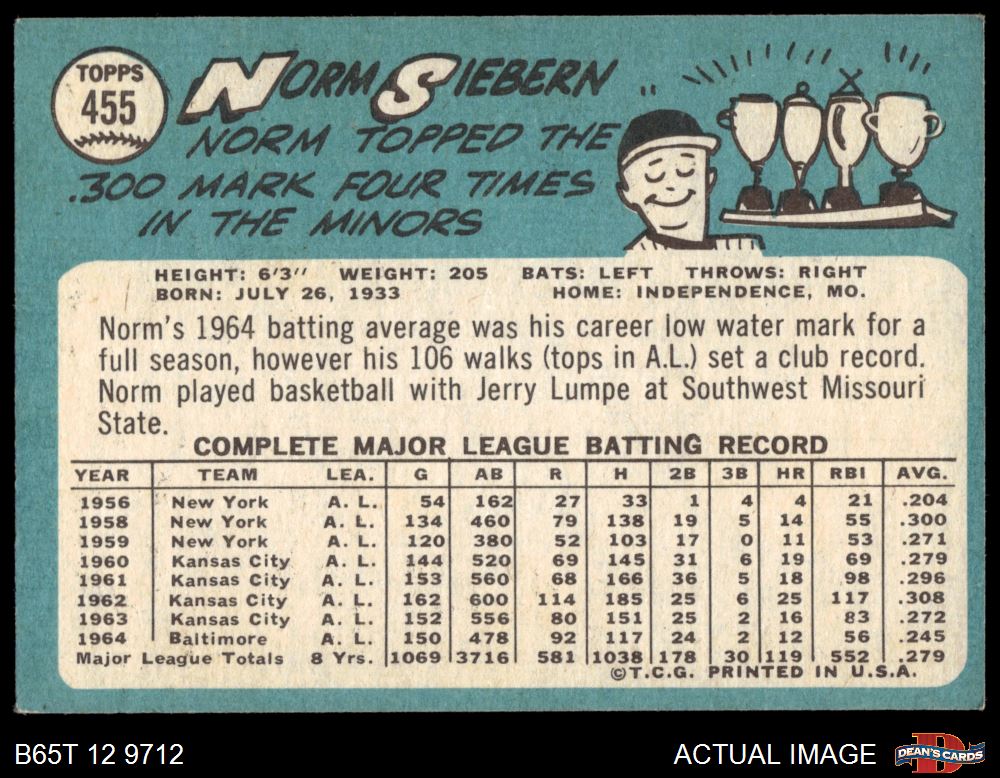 TOPPS
455
NORM SIEBERN
NORM TOPPED THE
.300 MARK FOUR TIMES
IN THE MINORS
HEIGHT: 6'3" WEIGHT: 205 BATS: LEFT THROWS: RIGHT
BORN: JULY 26, 1933 HOME: INDEPENDENCE, MO.
Norm's 1964 batting average was his career low water mark for a
full season, however his 106 walks (tops in A.L.) set a club record.
Norm played basketball with Jerry Lumpe at Southwest Missouri
State.
COMPLETE MAJOR LEAGUE BATTING RECORD
YEAR TEAM LEA. G AB R H 2B 3B HR RBI AVG.
1956 New York A. L. 54 162 27 33 1 4 4 21 .204
1958 New York A. L. 134 460 79 138 19 5 14 55 .300
1959 New York A. L. 120 380 52 103 17 0 11 53 .271
1960 Kansas City A. L. 144 520 69 145 31 6 19 69 .279
1961 Kansas City A. L. 153 560 68 166 36 5 18 98 .296
1962 Kansas City A. L. 162 600 114 185 25 6 25 117 .308
1963 Kansas City A. L. 152 556 80 151 25 2 16 83 .272
1964 Baltimore A. L. 150 478 92 117 24 2 12 56 .245
Major League Totals 8 Yrs. 1069 3716 581 1038 178 30 119 552 .279
©T.C.G. PRINTED IN U.S.A.
B65T 12 9712 ACTUAL IMAGE DEAN'S CARDS